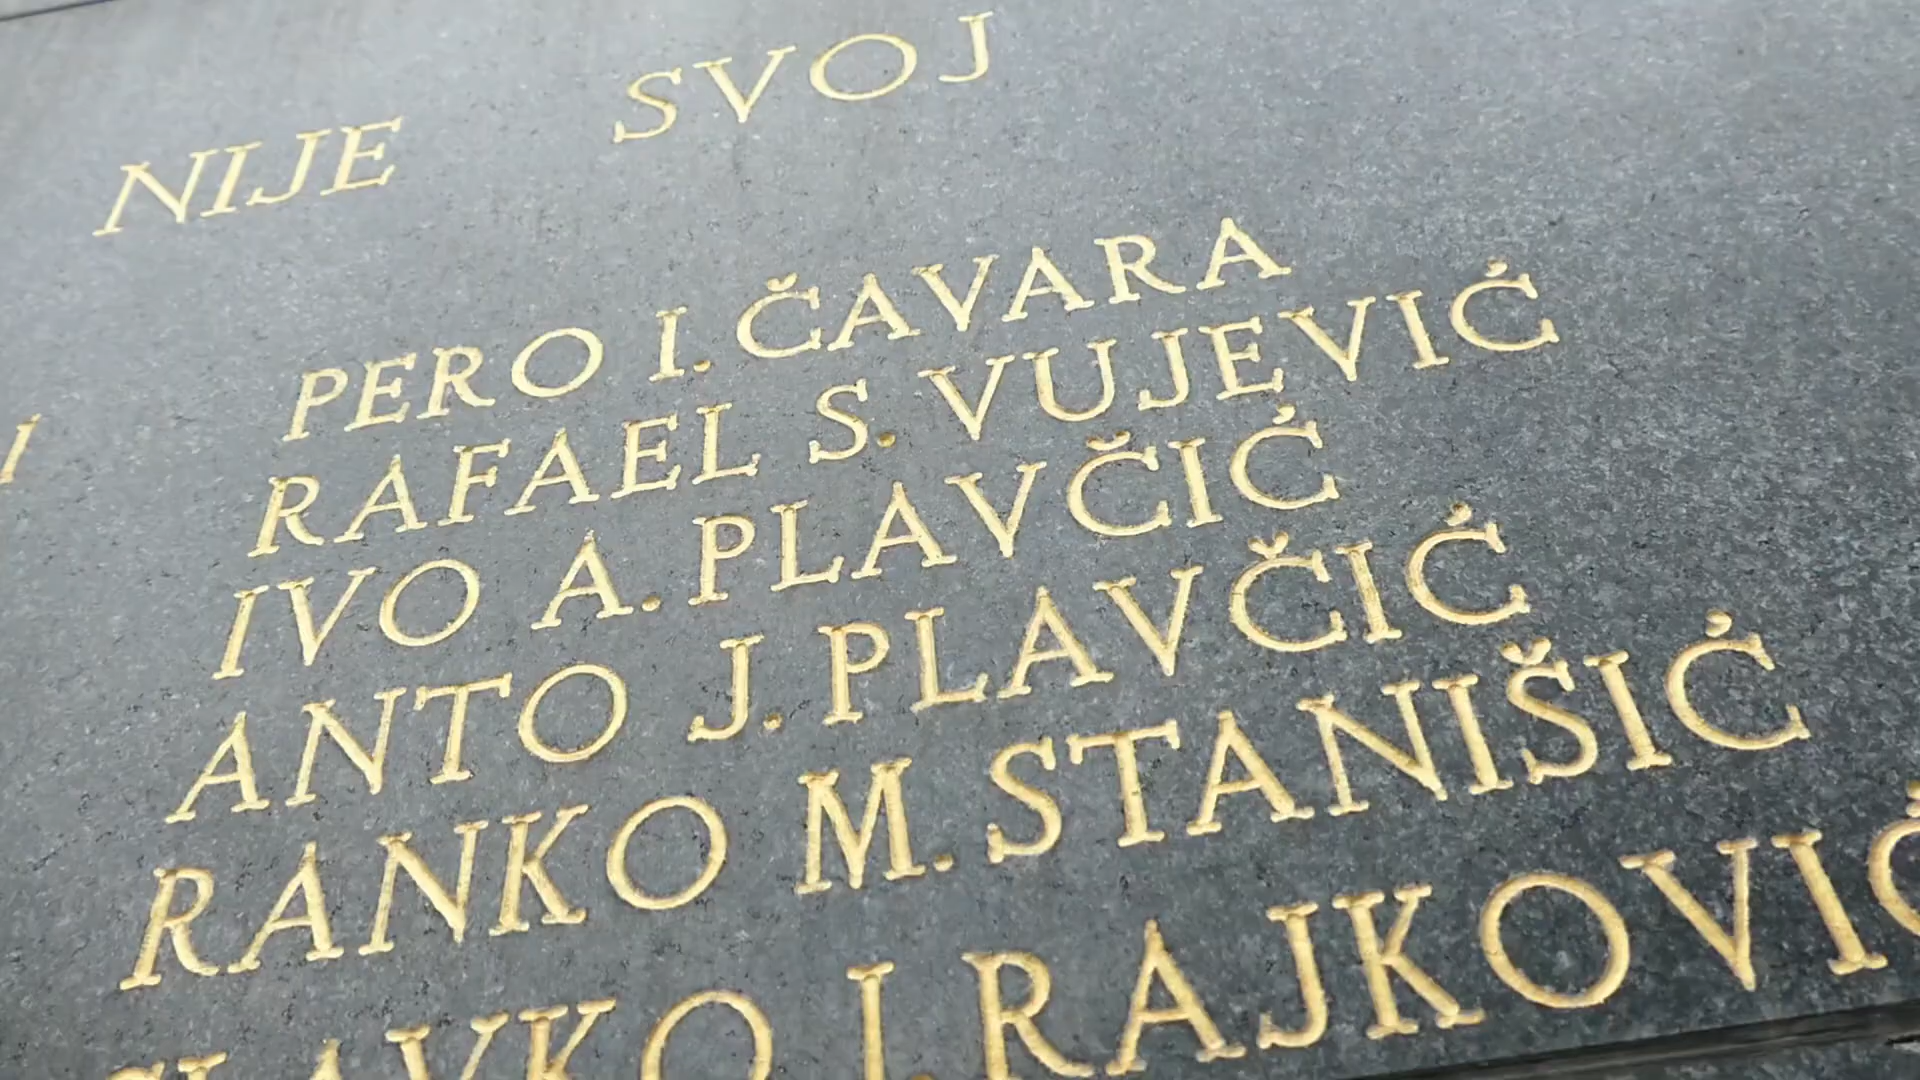 NIJE SVOJ
PERO I. ČAVARA
RAFAEL S. VUJEVIĆ
IVO A. PLAVČIĆ
ANTO J. PLAVČIĆ
RANKO M. STANIŠIĆ
SLAVKO J. RAJKOVIĆ